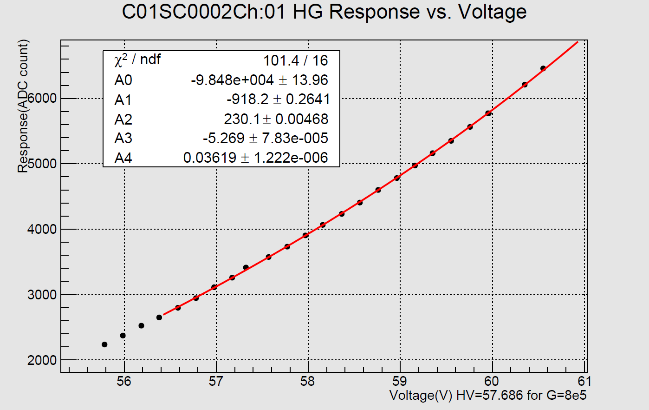 C01SC0002Ch:01 HG Response vs. Voltage
χ² / ndf 101.4 / 16
A0 -9.848e+004 ± 13.96
A1 -918.2 ± 0.2641
A2 230.1 ± 0.00468
A3 -5.269 ± 7.83e-005
A4 0.03619 ± 1.222e-006
Response(ADC count)
6000
5000
4000
3000
2000
56 57 58 59 60 61
Voltage(V) HV=57.686 for G=8e5